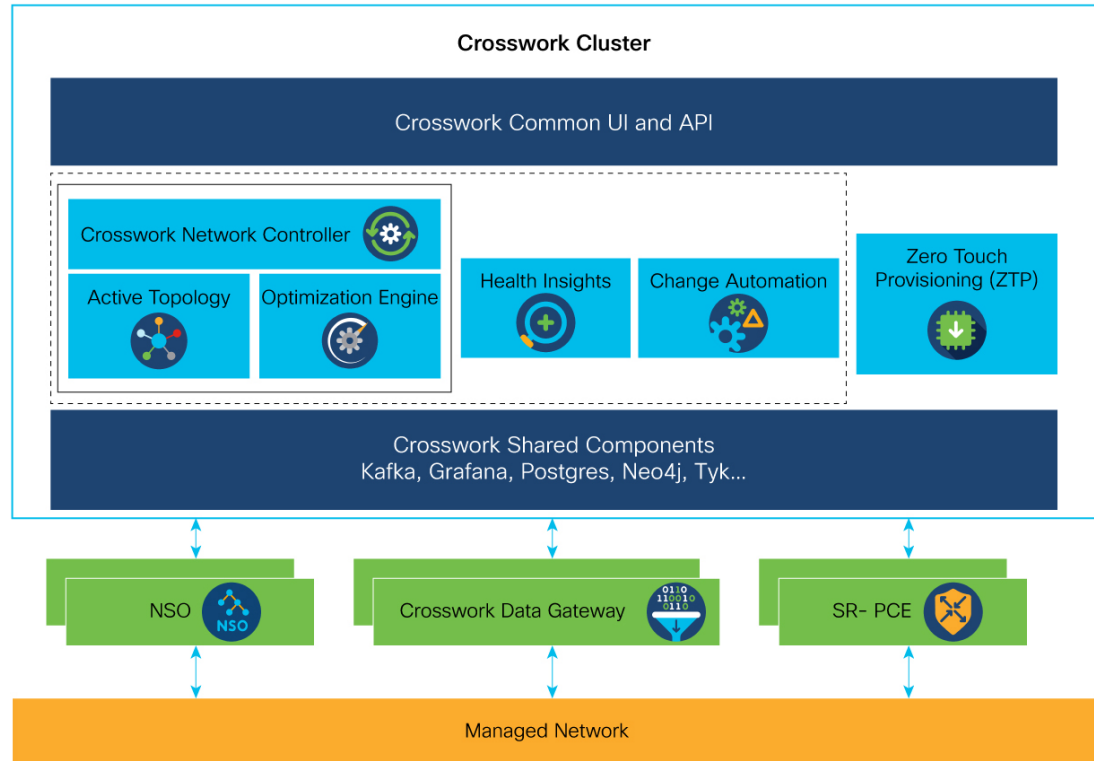 Crosswork Cluster
Crosswork Common UI and API
Crosswork Network Controller
Active Topology
Optimization Engine
Health Insights
Change Automation
Zero Touch
Provisioning (ZTP)
Crosswork Shared Components
Kafka, Grafana, Postgres, Neo4j, Tyk...
NSO
NSO
Crosswork Data Gateway
0110
110010
0110
SR- PCE
Managed Network